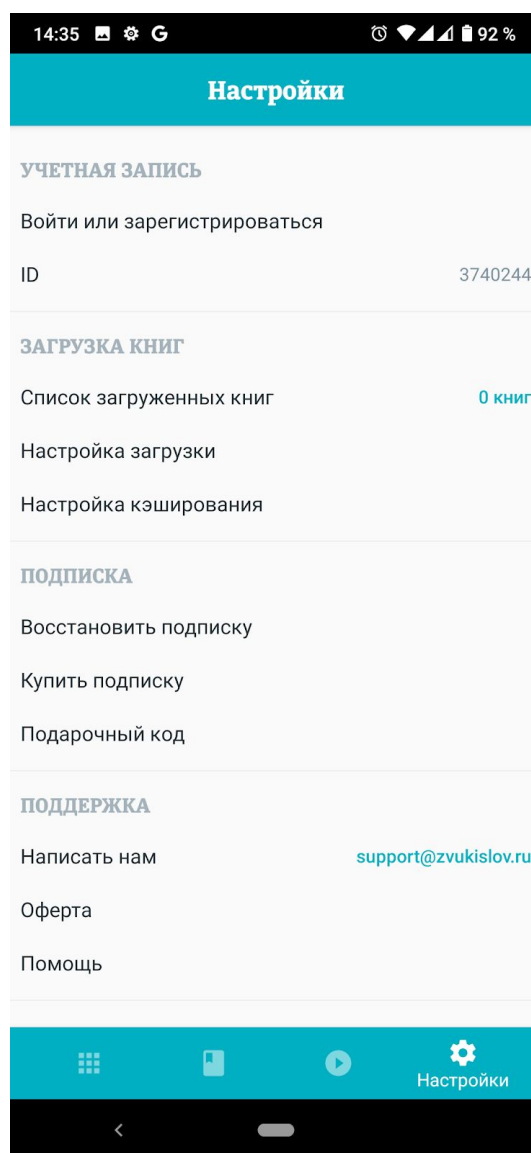 14:35 G 92 %
Настройки
УЧЕТНАЯ ЗАПИСЬ
Войти или зарегистрироваться
ID 3740244
ЗАГРУЗКА КНИГ
Список загруженных книг 0 книг
Настройка загрузки
Настройка кэширования
ПОДПИСКА
Восстановить подписку
Купить подписку
Подарочный код
ПОДДЕРЖКА
Написать нам support@zvukislov.ru
Оферта
Помощь
Настройки